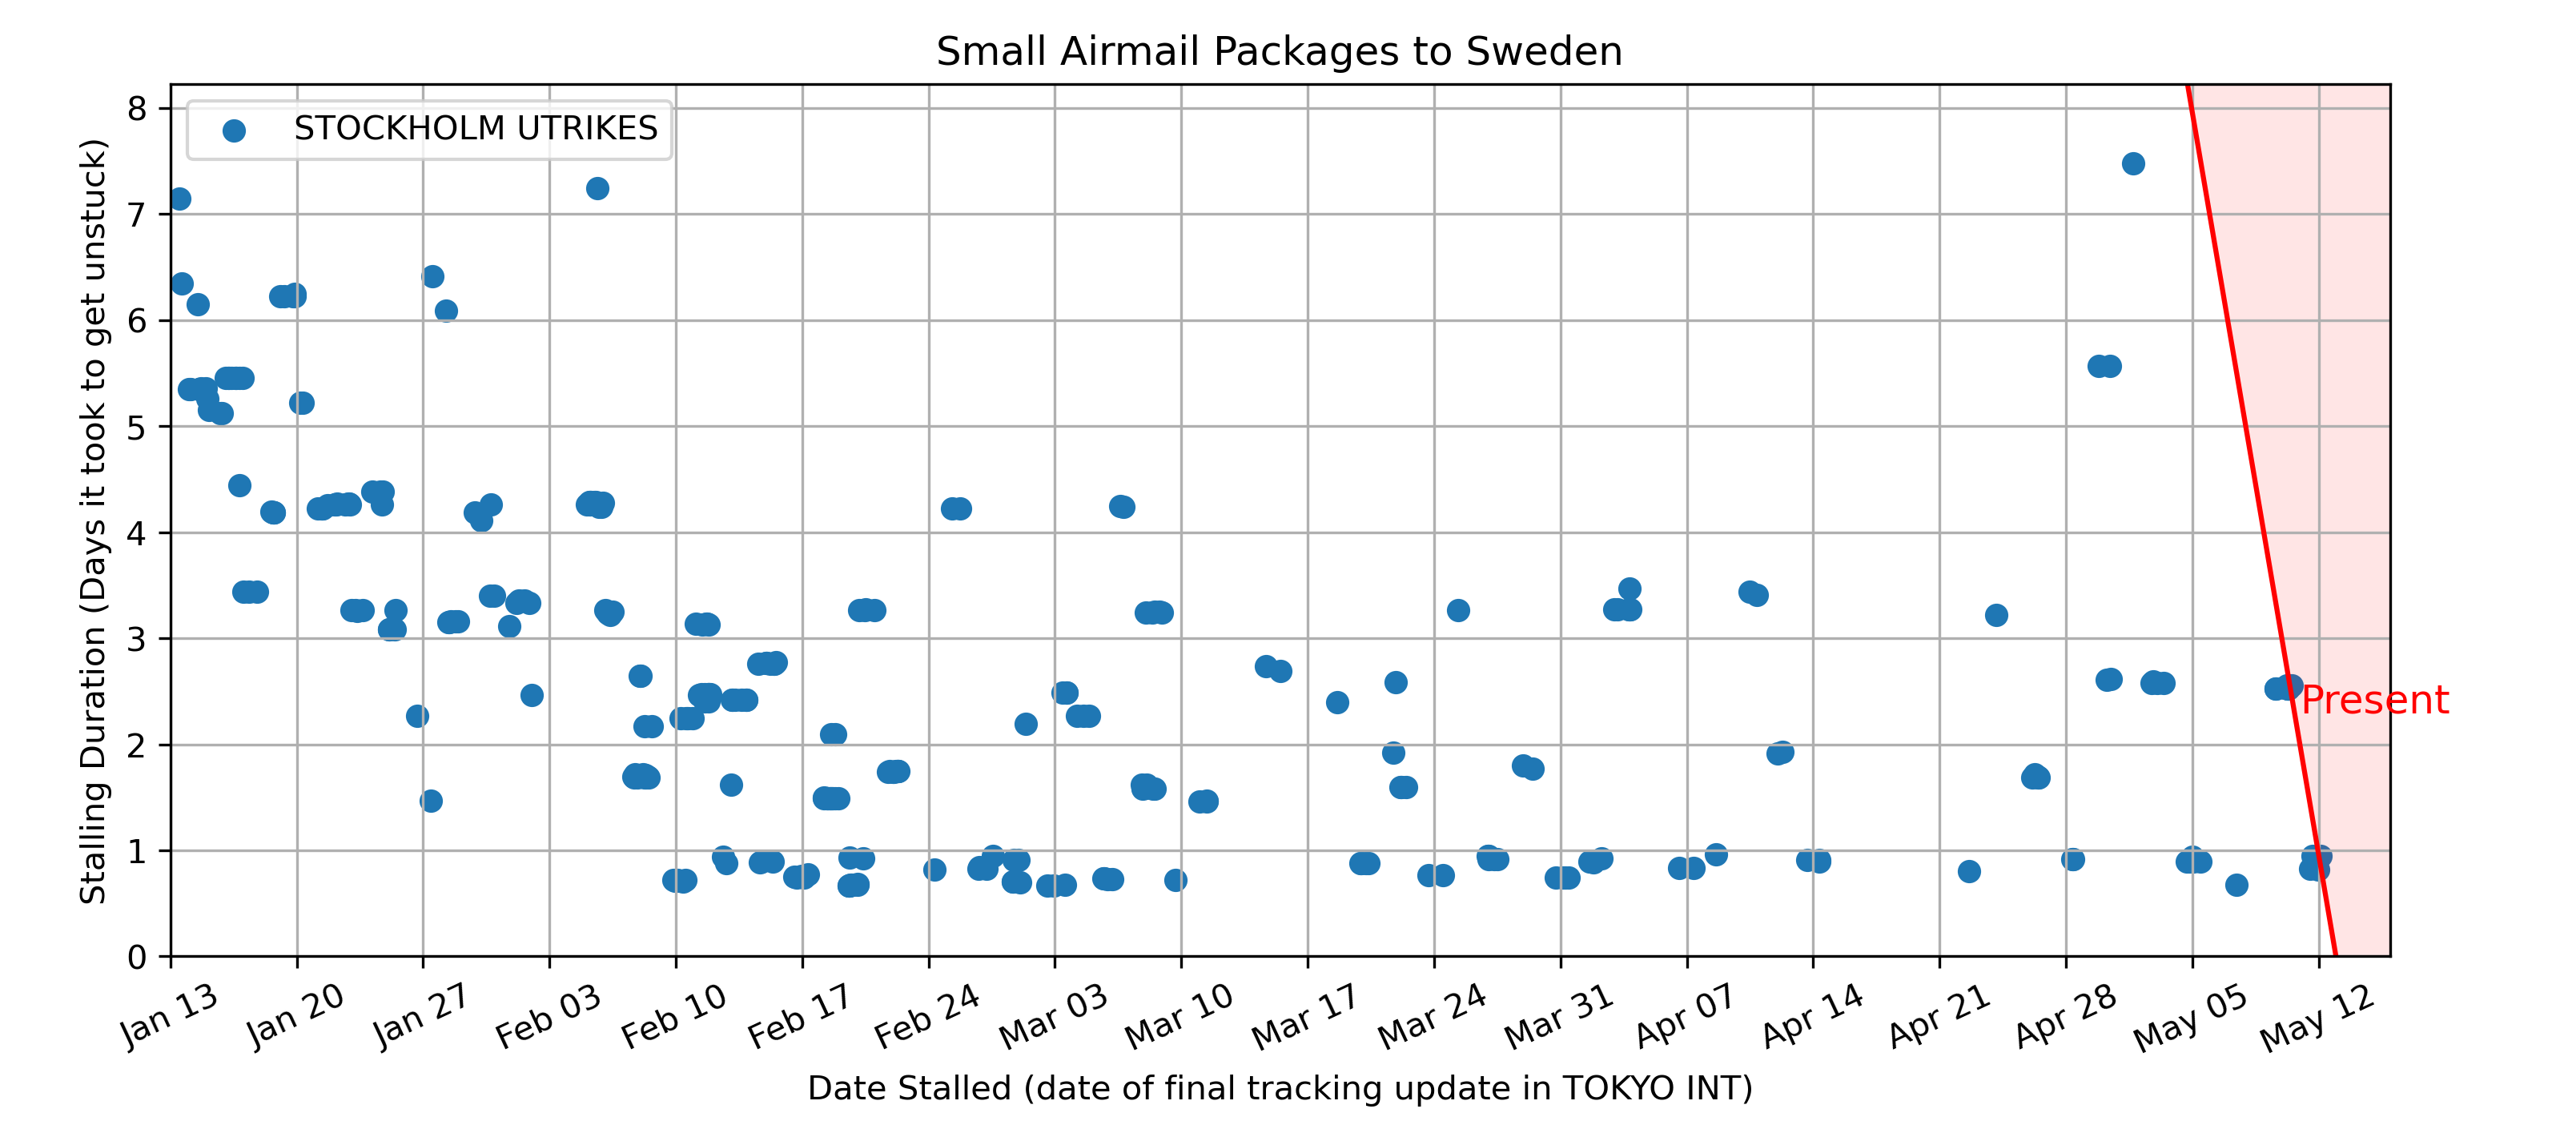 Small Airmail Packages to Sweden
STOCKHOLM UTRIKES
Stalling Duration (Days it took to get unstuck)
8
7
6
5
4
3
2
1
0
Present
Jan 13 Jan 20 Jan 27 Feb 03 Feb 10 Feb 17 Feb 24 Mar 03 Mar 10 Mar 17 Mar 24 Mar 31 Apr 07 Apr 14 Apr 21 Apr 28 May 05 May 12
Date Stalled (date of final tracking update in TOKYO INT)